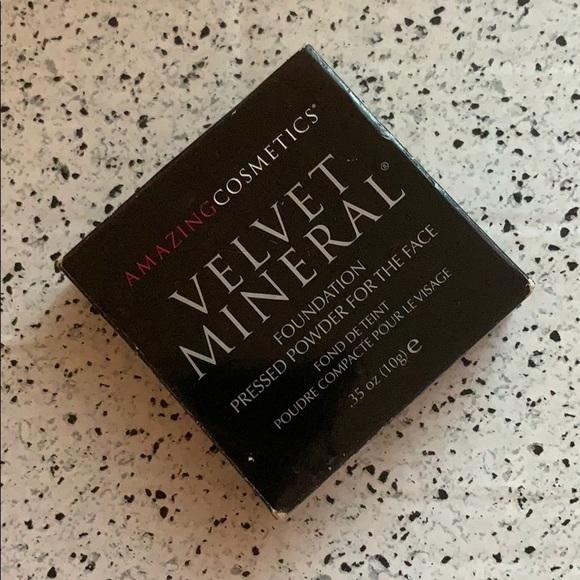 AMAZINGCOSMETICS®
VELVET
MINERAL®
FOUNDATION
PRESSED POWDER FOR THE FACE
FOND DE TEINT
POUDRE COMPACTE POUR LE VISAGE
.35 oz (10g) ℮